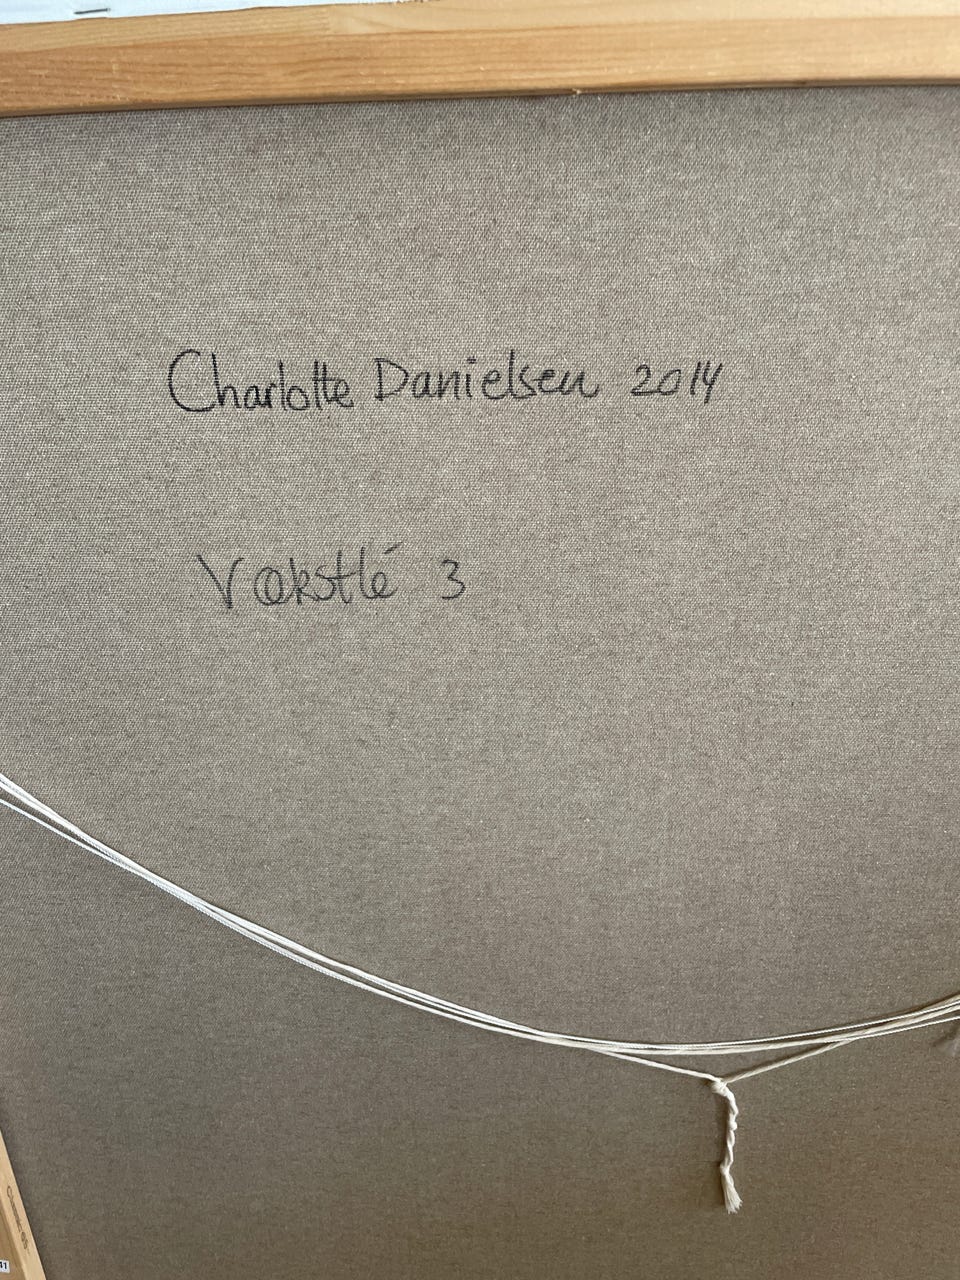 Charlotte Danielsen 2014
Vækstlé 3